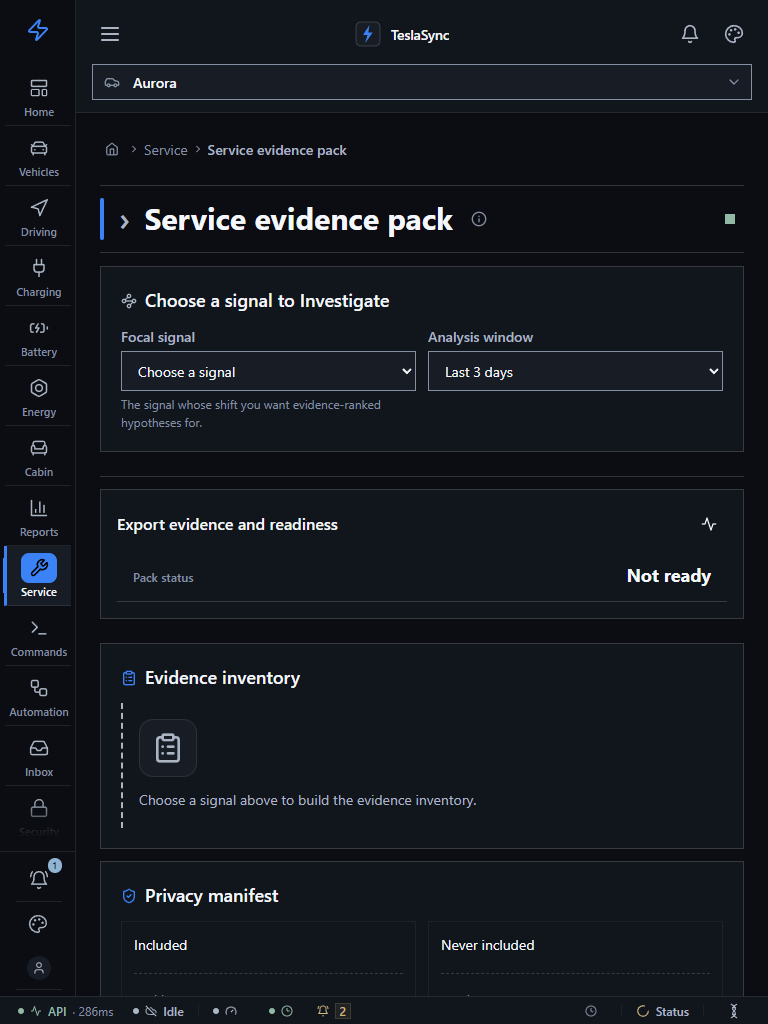 TeslaSync
Aurora
Home
Vehicles
Driving
Charging
Battery
Energy
Cabin
Reports
Service
Commands
Automation
Inbox
Security
1
Service
Service evidence pack
Service evidence pack
Choose a signal to Investigate
Focal signal
Analysis window
Choose a signal
Last 3 days
The signal whose shift you want evidence-ranked
hypotheses for.
Export evidence and readiness
Pack status
Not ready
Evidence inventory
Choose a signal above to build the evidence inventory.
Privacy manifest
Included
Never included
API · 286ms
Idle
2
Status